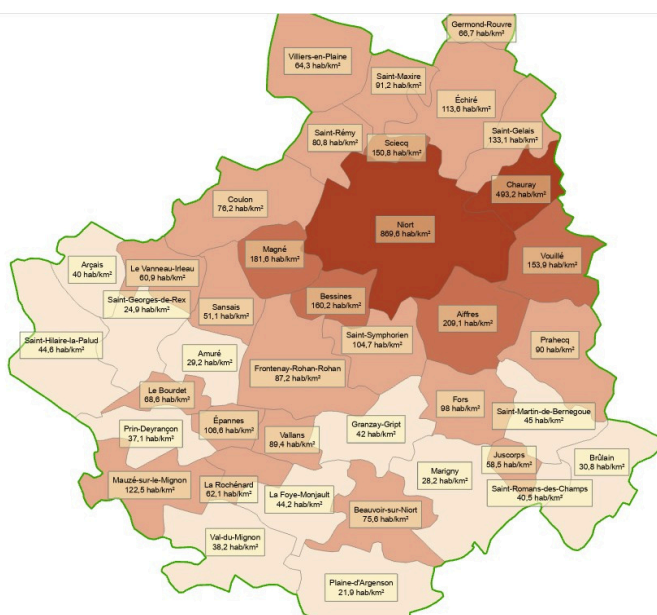 Germond-Rouvre
66,7 hab/km²
Villiers-en-Plaine
64,3 hab/km²
Saint-Maxire
91,2 hab/km²
Échiré
113,6 hab/km²
Saint-Rémy
80,8 hab/km²
Sciecq
150,8 hab/km²
Saint-Gelais
133,1 hab/km²
Chauray
493,2 hab/km²
Coulon
76,2 hab/km²
Niort
869,6 hab/km²
Magné
181,6 hab/km²
Vouillé
153,9 hab/km²
Arçais
40 hab/km²
Le Vanneau-Irleau
60,9 hab/km²
Saint-Georges-de-Rex
24,9 hab/km²
Sansais
51,1 hab/km²
Bessines
160,2 hab/km²
Aiffres
209,1 hab/km²
Saint-Hilaire-la-Palud
44,6 hab/km²
Saint-Symphorien
104,7 hab/km²
Prahecq
90 hab/km²
Amuré
29,2 hab/km²
Frontenay-Rohan-Rohan
87,2 hab/km²
Le Bourdet
68,6 hab/km²
Fors
98 hab/km²
Saint-Martin-de-Bernegoue
45 hab/km²
Prin-Deyrançon
37,1 hab/km²
Épannes
106,6 hab/km²
Vallans
89,4 hab/km²
Granzay-Gript
42 hab/km²
Juscorps
58,5 hab/km²
Brûlain
30,8 hab/km²
Mauzé-sur-le-Mignon
122,5 hab/km²
La Rochénard
62,1 hab/km²
La Foye-Monjault
44,2 hab/km²
Marigny
28,2 hab/km²
Saint-Romans-des-Champs
40,5 hab/km²
Beauvoir-sur-Niort
75,6 hab/km²
Val-du-Mignon
38,2 hab/km²
Plaine-d'Argenson
21,9 hab/km²